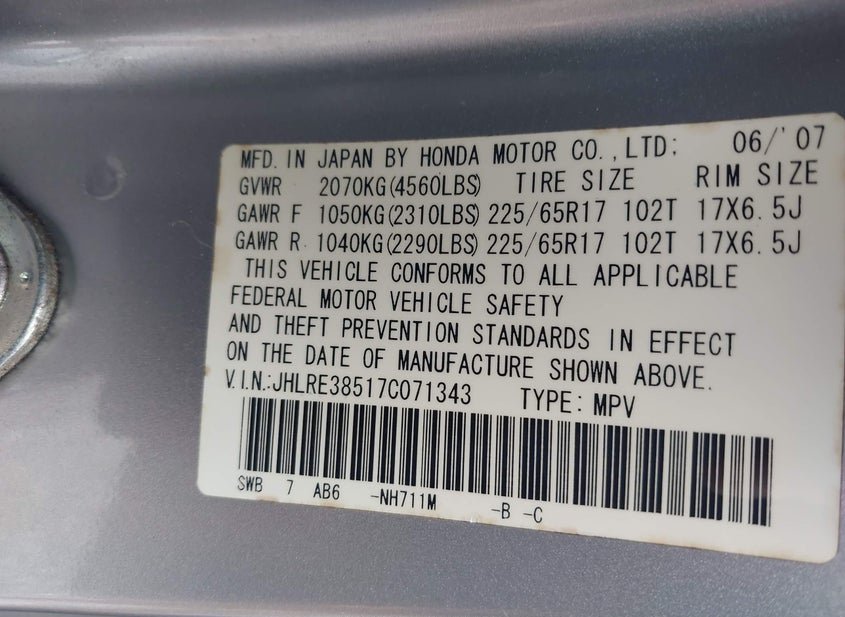 MFD. IN JAPAN BY HONDA MOTOR CO.,LTD: 06/'07
GVWR 2070KG(4560LBS) TIRE SIZE RIM SIZE
GAWR F 1050KG(2310LBS) 225/65R17 102T 17X6.5J
GAWR R 1040KG(2290LBS) 225/65R17 102T 17X6.5J
THIS VEHICLE CONFORMS TO ALL APPLICABLE
FEDERAL MOTOR VEHICLE SAFETY
AND THEFT PREVENTION STANDARDS IN EFFECT
ON THE DATE OF MANUFACTURE SHOWN ABOVE.
V.I.N.:JHLRE38517C071343 TYPE: MPV
SWB 7 AB6 -NH711M -B -C